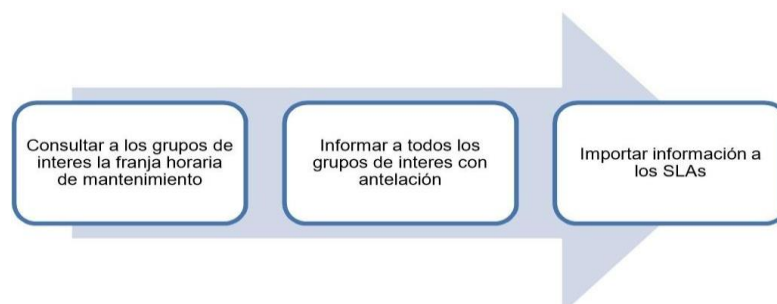 Consultar a los grupos de
interes la franja horaria
de mantenimiento
Informar a todos los
grupos de interes con
antelación
Importar información a
los SLAs